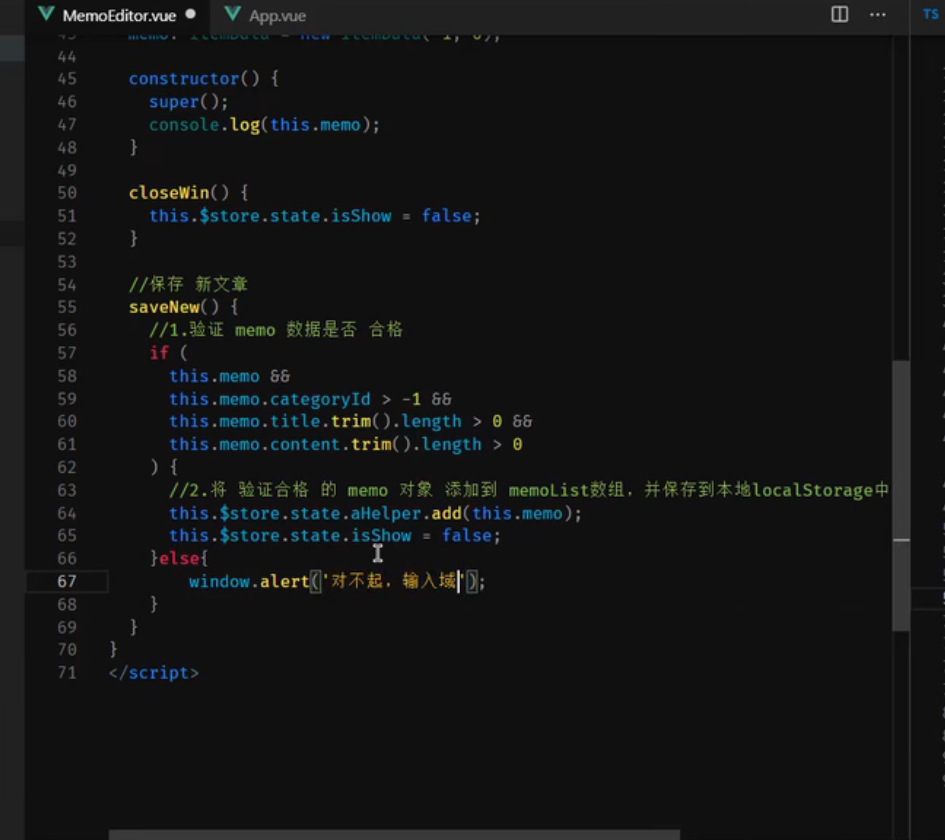 MemoEditor.vue
App.vue
TS
44
45 constructor() {
46 super();
47 console.log(this.memo);
48 }
49
50 closeWin() {
51 this.$store.state.isShow = false;
52 }
53
54 //保存 新文章
55 saveNew() {
56 //1.验证 memo 数据是否 合格
57 if (
58 this.memo &&
59 this.memo.categoryId > -1 &&
60 this.memo.title.trim().length > 0 &&
61 this.memo.content.trim().length > 0
62 ) {
63 //2.将 验证合格 的 memo 对象 添加到 memoList数组，并保存到本地localStorage中
64 this.$store.state.aHelper.add(this.memo);
65 this.$store.state.isShow = false;
66 }else{
67 window.alert('对不起，输入域');
68 }
69 }
70 }
71 </script>